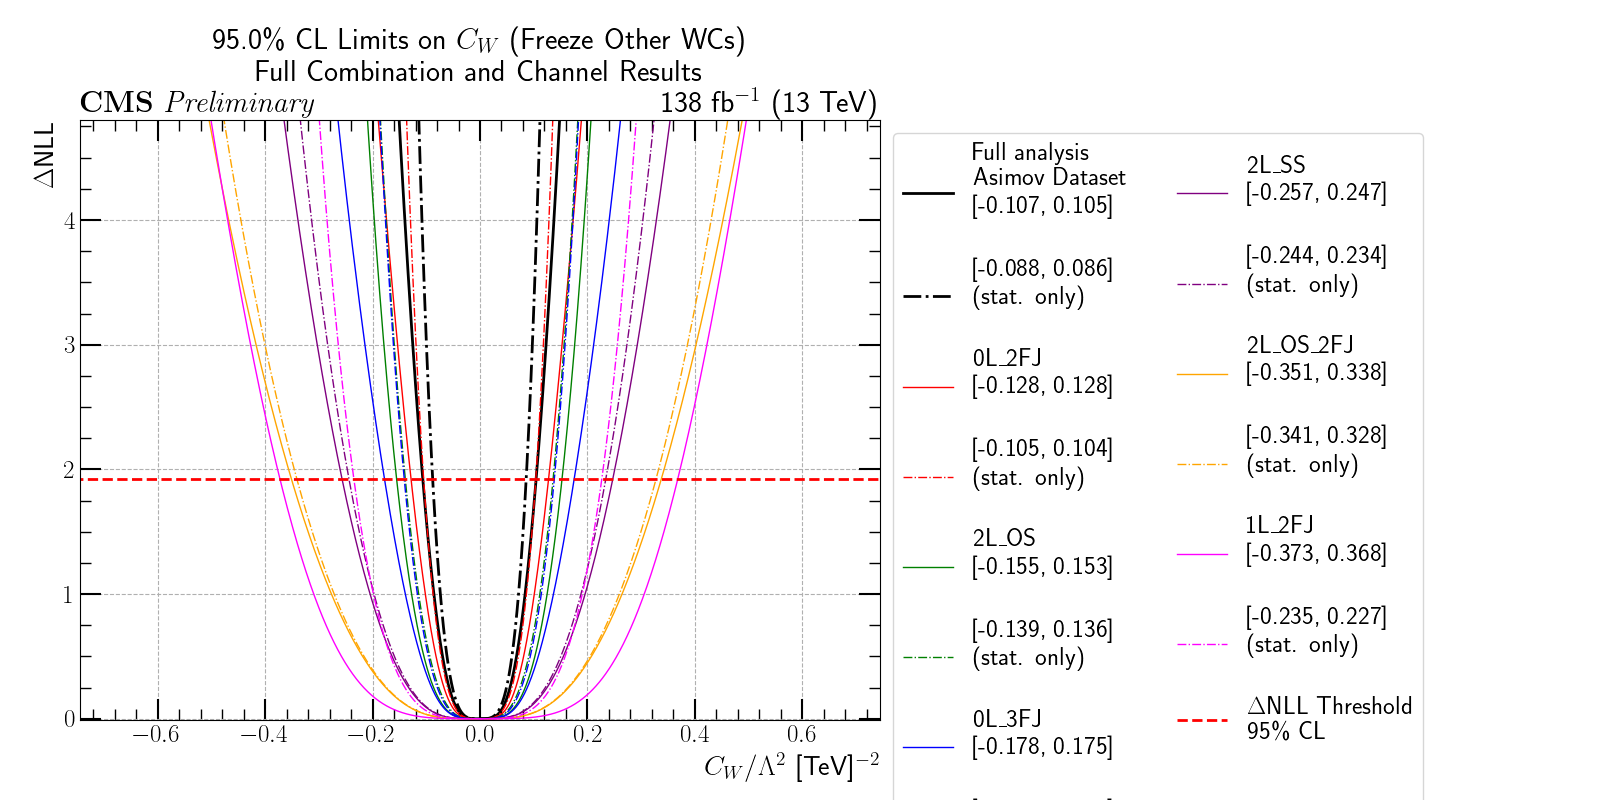 95.0% CL Limits on C_W (Freeze Other WCs)
Full Combination and Channel Results
CMS Preliminary
138 fb⁻¹ (13 TeV)
ΔNLL
4
3
2
1
0
−0.6
−0.4
−0.2
0.0
0.2
0.4
0.6
C_W/Λ² [TeV]⁻²
Full analysis
Asimov Dataset
[-0.107, 0.105]
[-0.088, 0.086]
(stat. only)
0L_2FJ
[-0.128, 0.128]
[-0.105, 0.104]
(stat. only)
2L_OS
[-0.155, 0.153]
[-0.139, 0.136]
(stat. only)
0L_3FJ
[-0.178, 0.175]
2L_SS
[-0.257, 0.247]
[-0.244, 0.234]
(stat. only)
2L_OS_2FJ
[-0.351, 0.338]
[-0.341, 0.328]
(stat. only)
1L_2FJ
[-0.373, 0.368]
[-0.235, 0.227]
(stat. only)
ΔNLL Threshold
95% CL